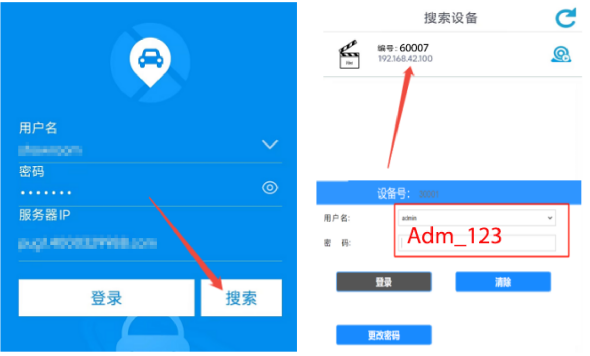 用户名
密码
服务器IP
登录
搜索
搜索设备
编号: 60007
192.168.42.100
设备号:
用户名:
admin
密 码:
Adm_123
登录
清除
更改密码